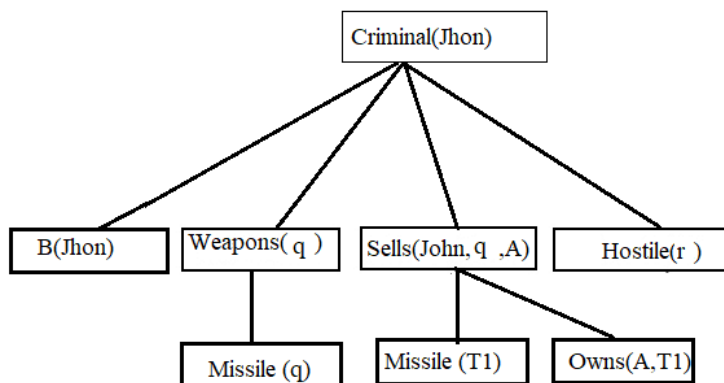 Criminal(Jhon)
B(Jhon)
Weapons( q )
Sells(John, q ,A)
Hostile(r )
Missile (q)
Missile (T1)
Owns(A,T1)